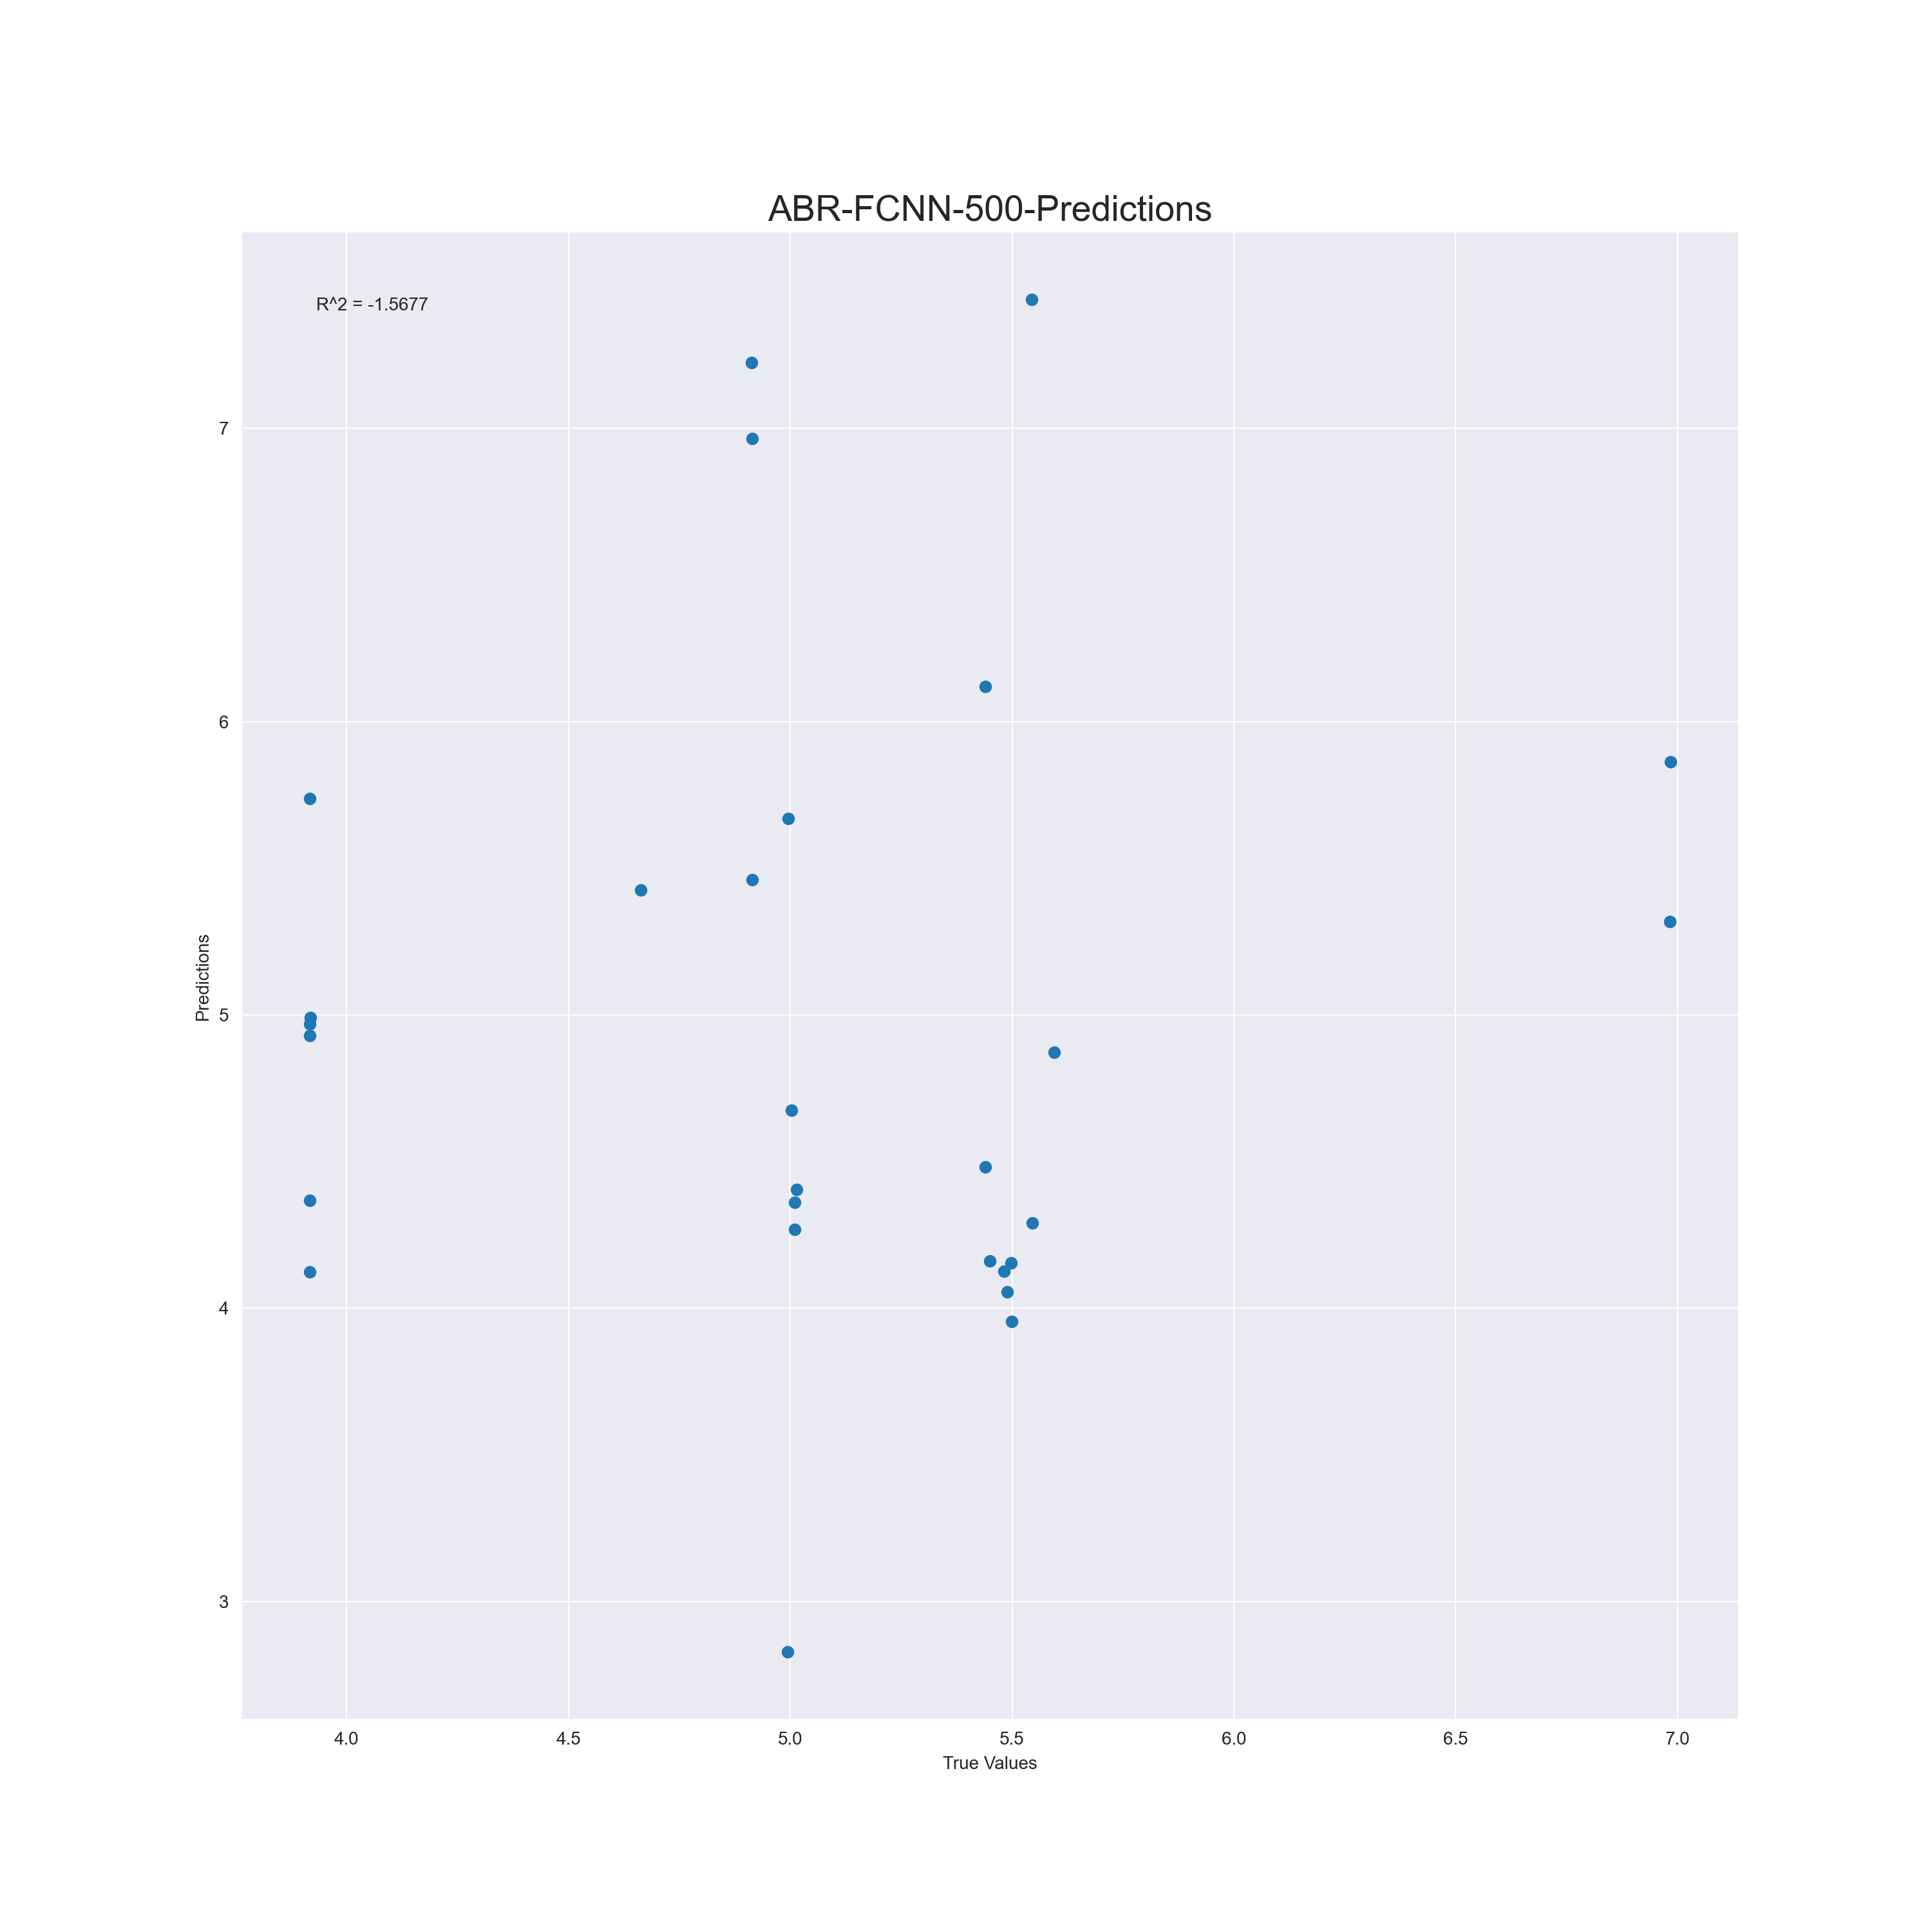 ABR-FCNN-500-Predictions
R^2 = -1.5677
7
6
5
4
3
Predictions
4.0 4.5 5.0 5.5 6.0 6.5 7.0
True Values